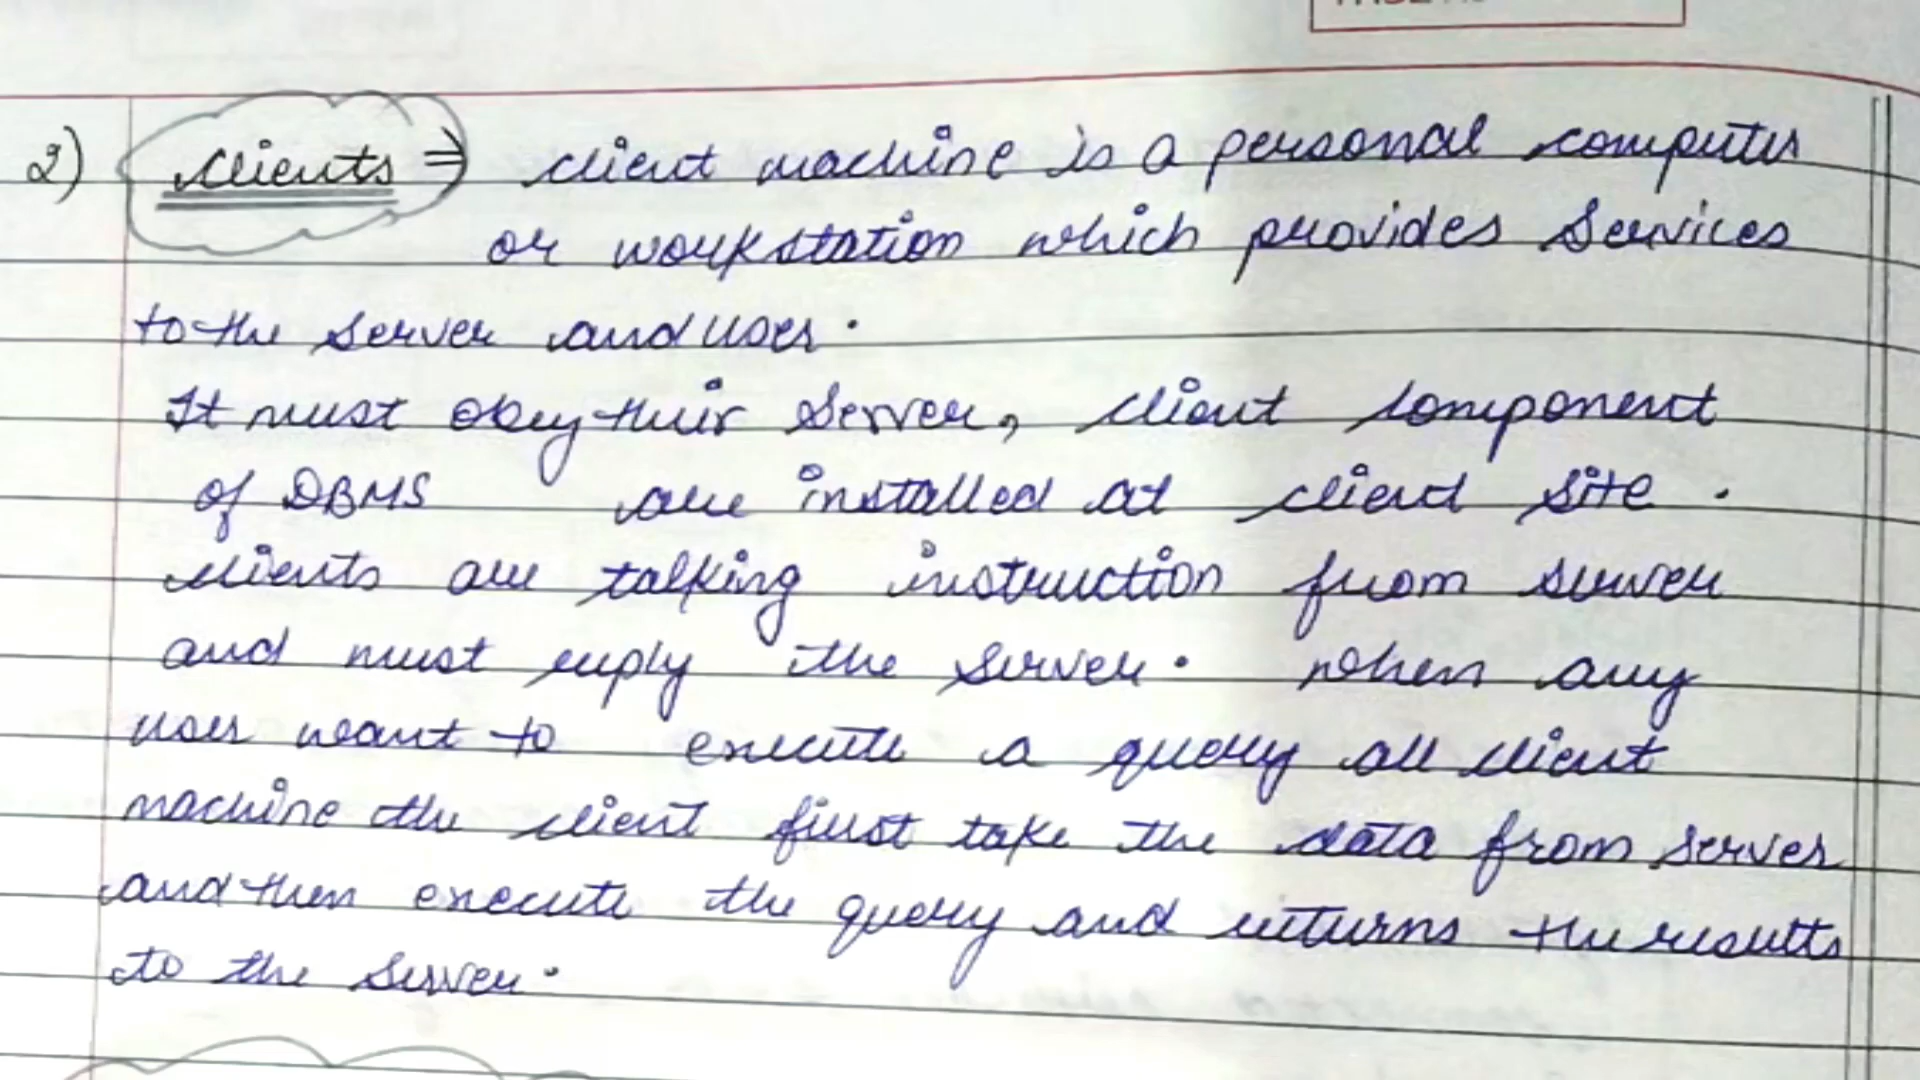 2) Clients ⇒ client machine is a personal computer
or workstation which provides Services
to the server and user.
It must obey their Server, client component
of DBMS are installed at client site.
clients are talking instruction from server
and must reply the server. when any
user want to execute a query all client
machine the client first take the data from server
and then execute the query and returns the results
to the server.